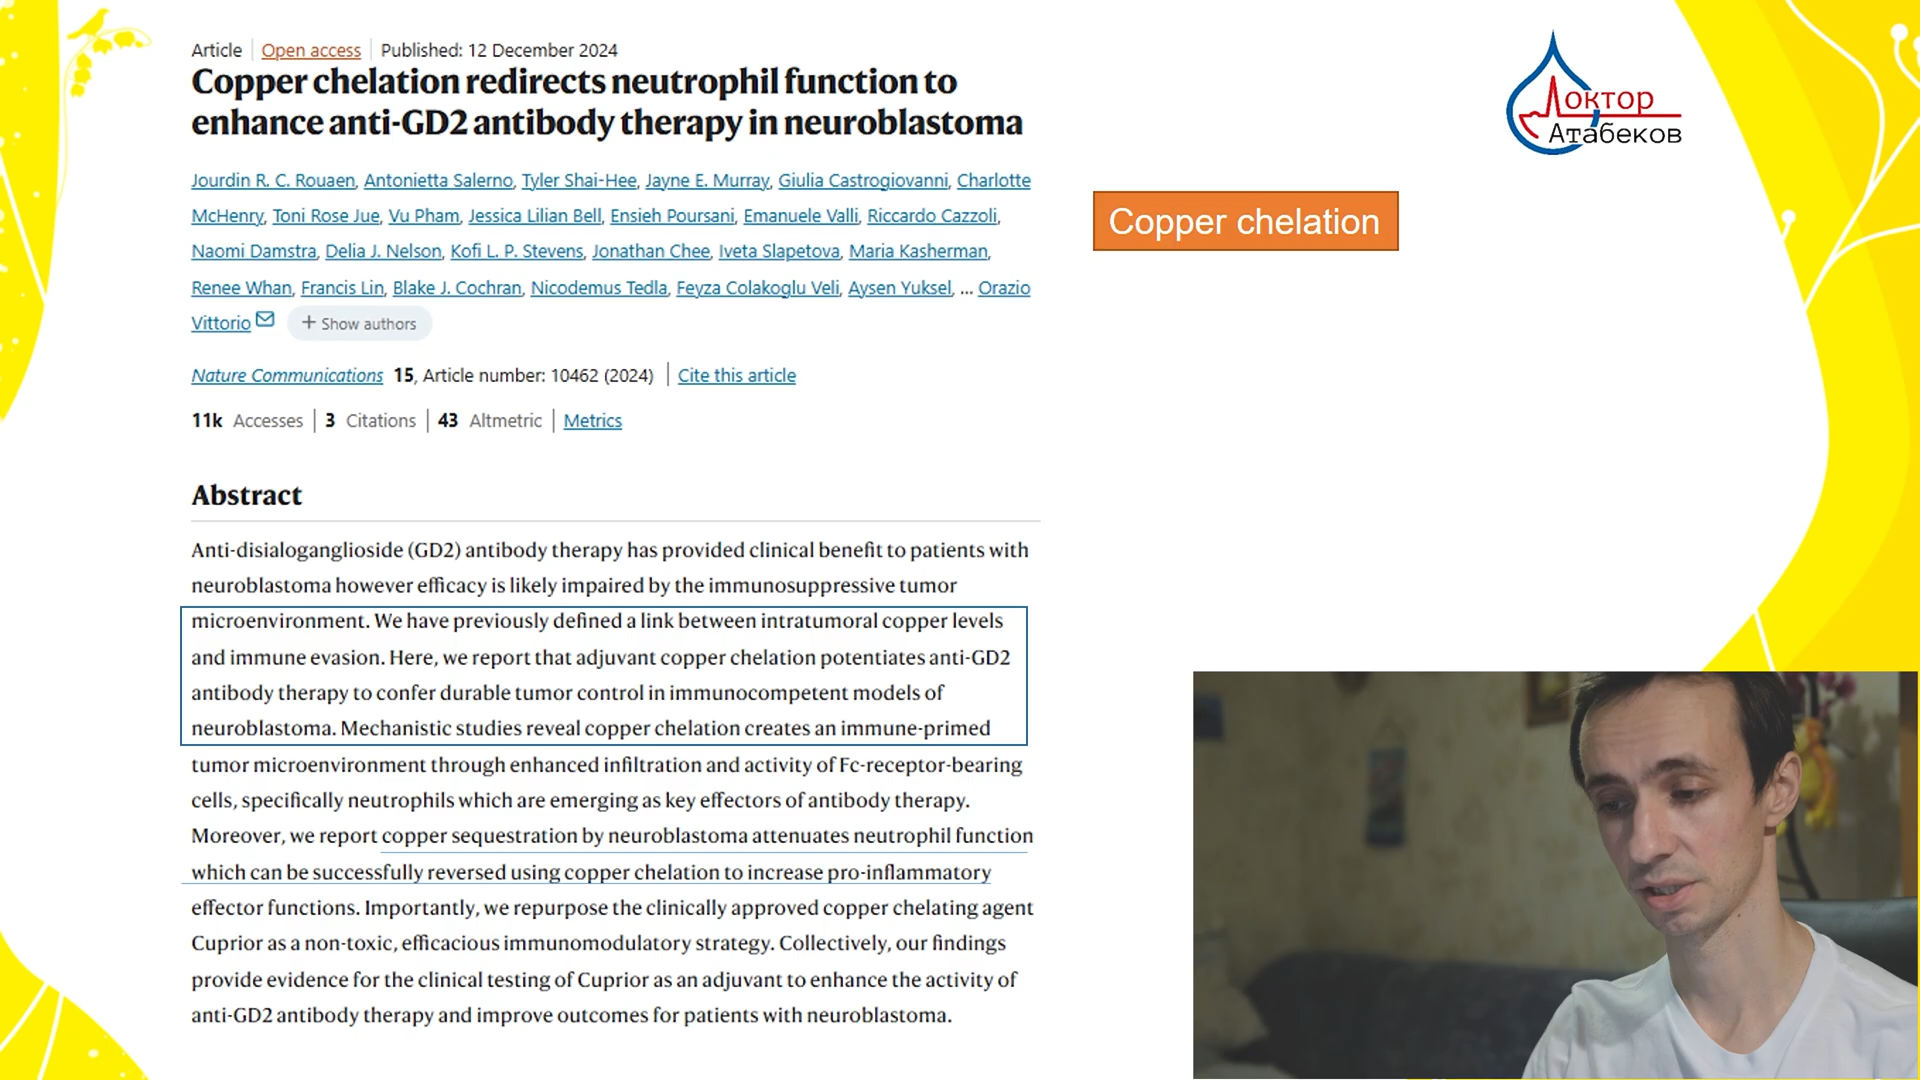 Article Open access Published: 12 December 2024
Copper chelation redirects neutrophil function to
enhance anti-GD2 antibody therapy in neuroblastoma
Jourdin R. C. Rouaen, Antonietta Salerno, Tyler Shai-Hee, Jayne E. Murray, Giulia Castrogiovanni, Charlotte
McHenry, Toni Rose Jue, Vu Pham, Jessica Lilian Bell, Ensieh Poursani, Emanuele Valli, Riccardo Cazzoli,
Naomi Damstra, Delia J. Nelson, Kofi L. P. Stevens, Jonathan Chee, Iveta Slapetova, Maria Kasherman,
Renee Whan, Francis Lin, Blake J. Cochran, Nicodemus Tedla, Feyza Colakoglu Veli, Aysen Yuksel, ... Orazio
Vittorio + Show authors
Nature Communications 15, Article number: 10462 (2024) Cite this article
11k Accesses 3 Citations 43 Altmetric Metrics
Abstract
Anti-disialoganglioside (GD2) antibody therapy has provided clinical benefit to patients with
neuroblastoma however efficacy is likely impaired by the immunosuppressive tumor
microenvironment. We have previously defined a link between intratumoral copper levels
and immune evasion. Here, we report that adjuvant copper chelation potentiates anti-GD2
antibody therapy to confer durable tumor control in immunocompetent models of
neuroblastoma. Mechanistic studies reveal copper chelation creates an immune-primed
tumor microenvironment through enhanced infiltration and activity of Fc-receptor-bearing
cells, specifically neutrophils which are emerging as key effectors of antibody therapy.
Moreover, we report copper sequestration by neuroblastoma attenuates neutrophil function
which can be successfully reversed using copper chelation to increase pro-inflammatory
effector functions. Importantly, we repurpose the clinically approved copper chelating agent
Cuprior as a non-toxic, efficacious immunomodulatory strategy. Collectively, our findings
provide evidence for the clinical testing of Cuprior as an adjuvant to enhance the activity of
anti-GD2 antibody therapy and improve outcomes for patients with neuroblastoma.
Доктор
Атабеков
Copper chelation